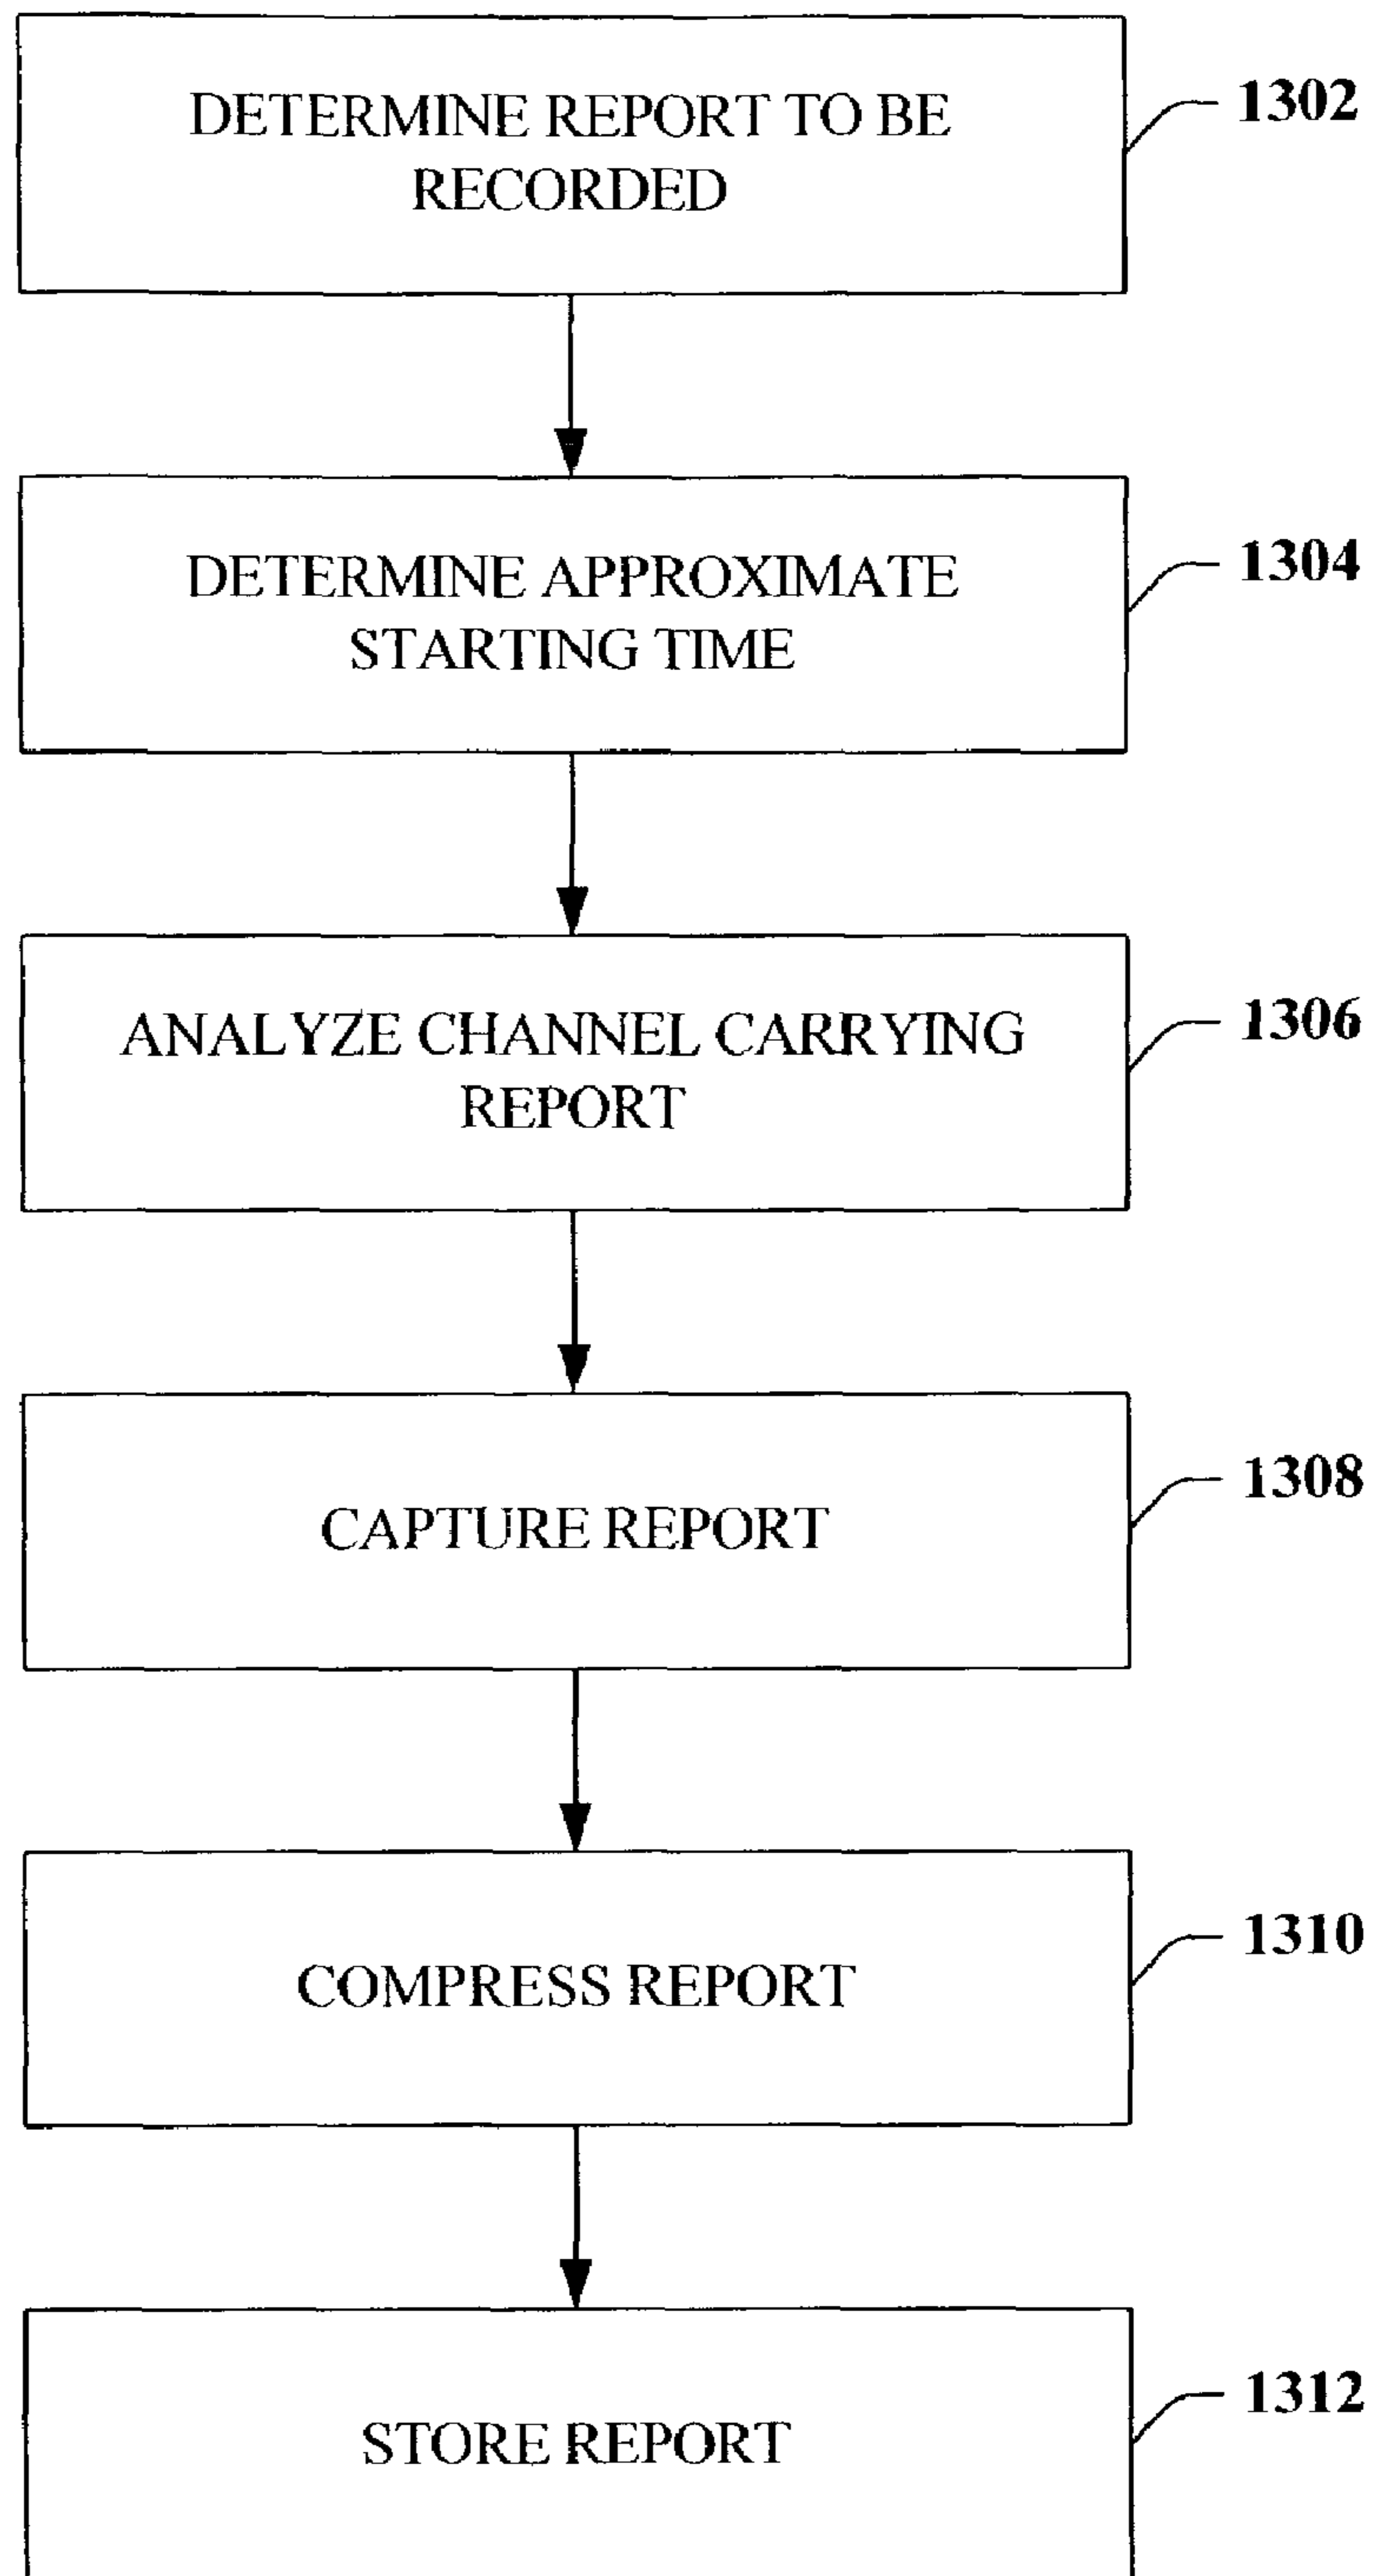 DETERMINE REPORT TO BE
RECORDED
1302
DETERMINE APPROXIMATE
STARTING TIME
1304
ANALYZE CHANNEL CARRYING
REPORT
1306
CAPTURE REPORT
1308
COMPRESS REPORT
1310
STORE REPORT
1312